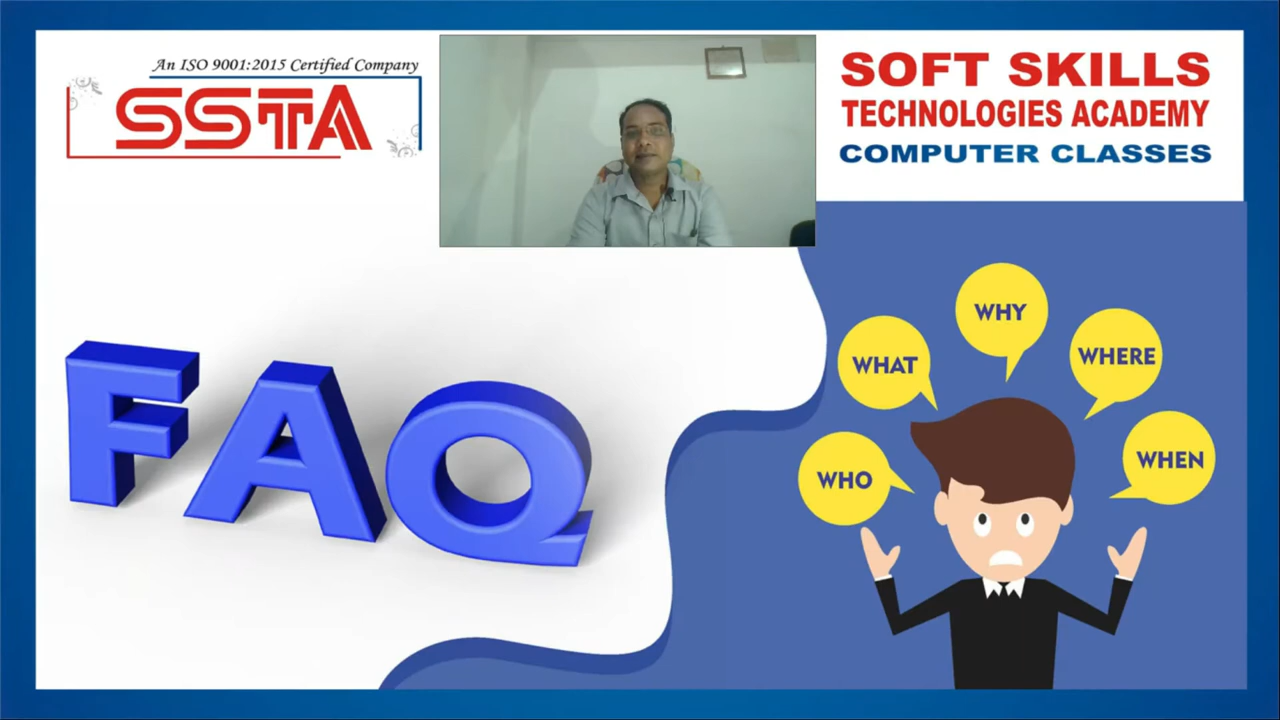 An ISO 9001:2015 Certified Company
SSTA
SOFT SKILLS
TECHNOLOGIES ACADEMY
COMPUTER CLASSES
FAQ
WHY
WHAT
WHERE
WHO
WHEN